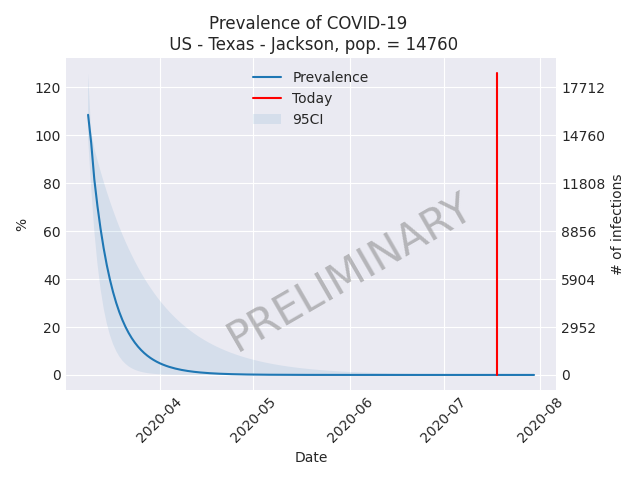 Prevalence of COVID-19
US - Texas - Jackson, pop. = 14760
Prevalence
Today
95CI
120
100
80
60
40
20
0
%
17712
14760
11808
8856
5904
2952
0
# of infections
PRELIMINARY
2020-04
2020-05
2020-06
2020-07
2020-08
Date